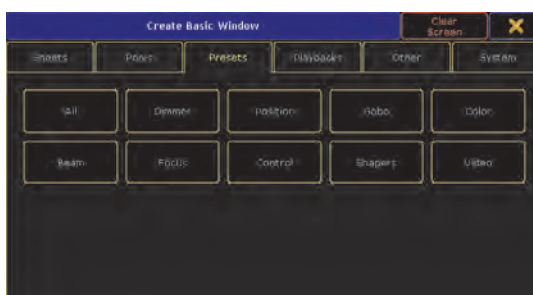 Create Basic Window
Clear
Screen
Sheets Pools Presets Playbacks Other System
All Dimmer Position Gobo Color
Beam Focus Control Shapers Video